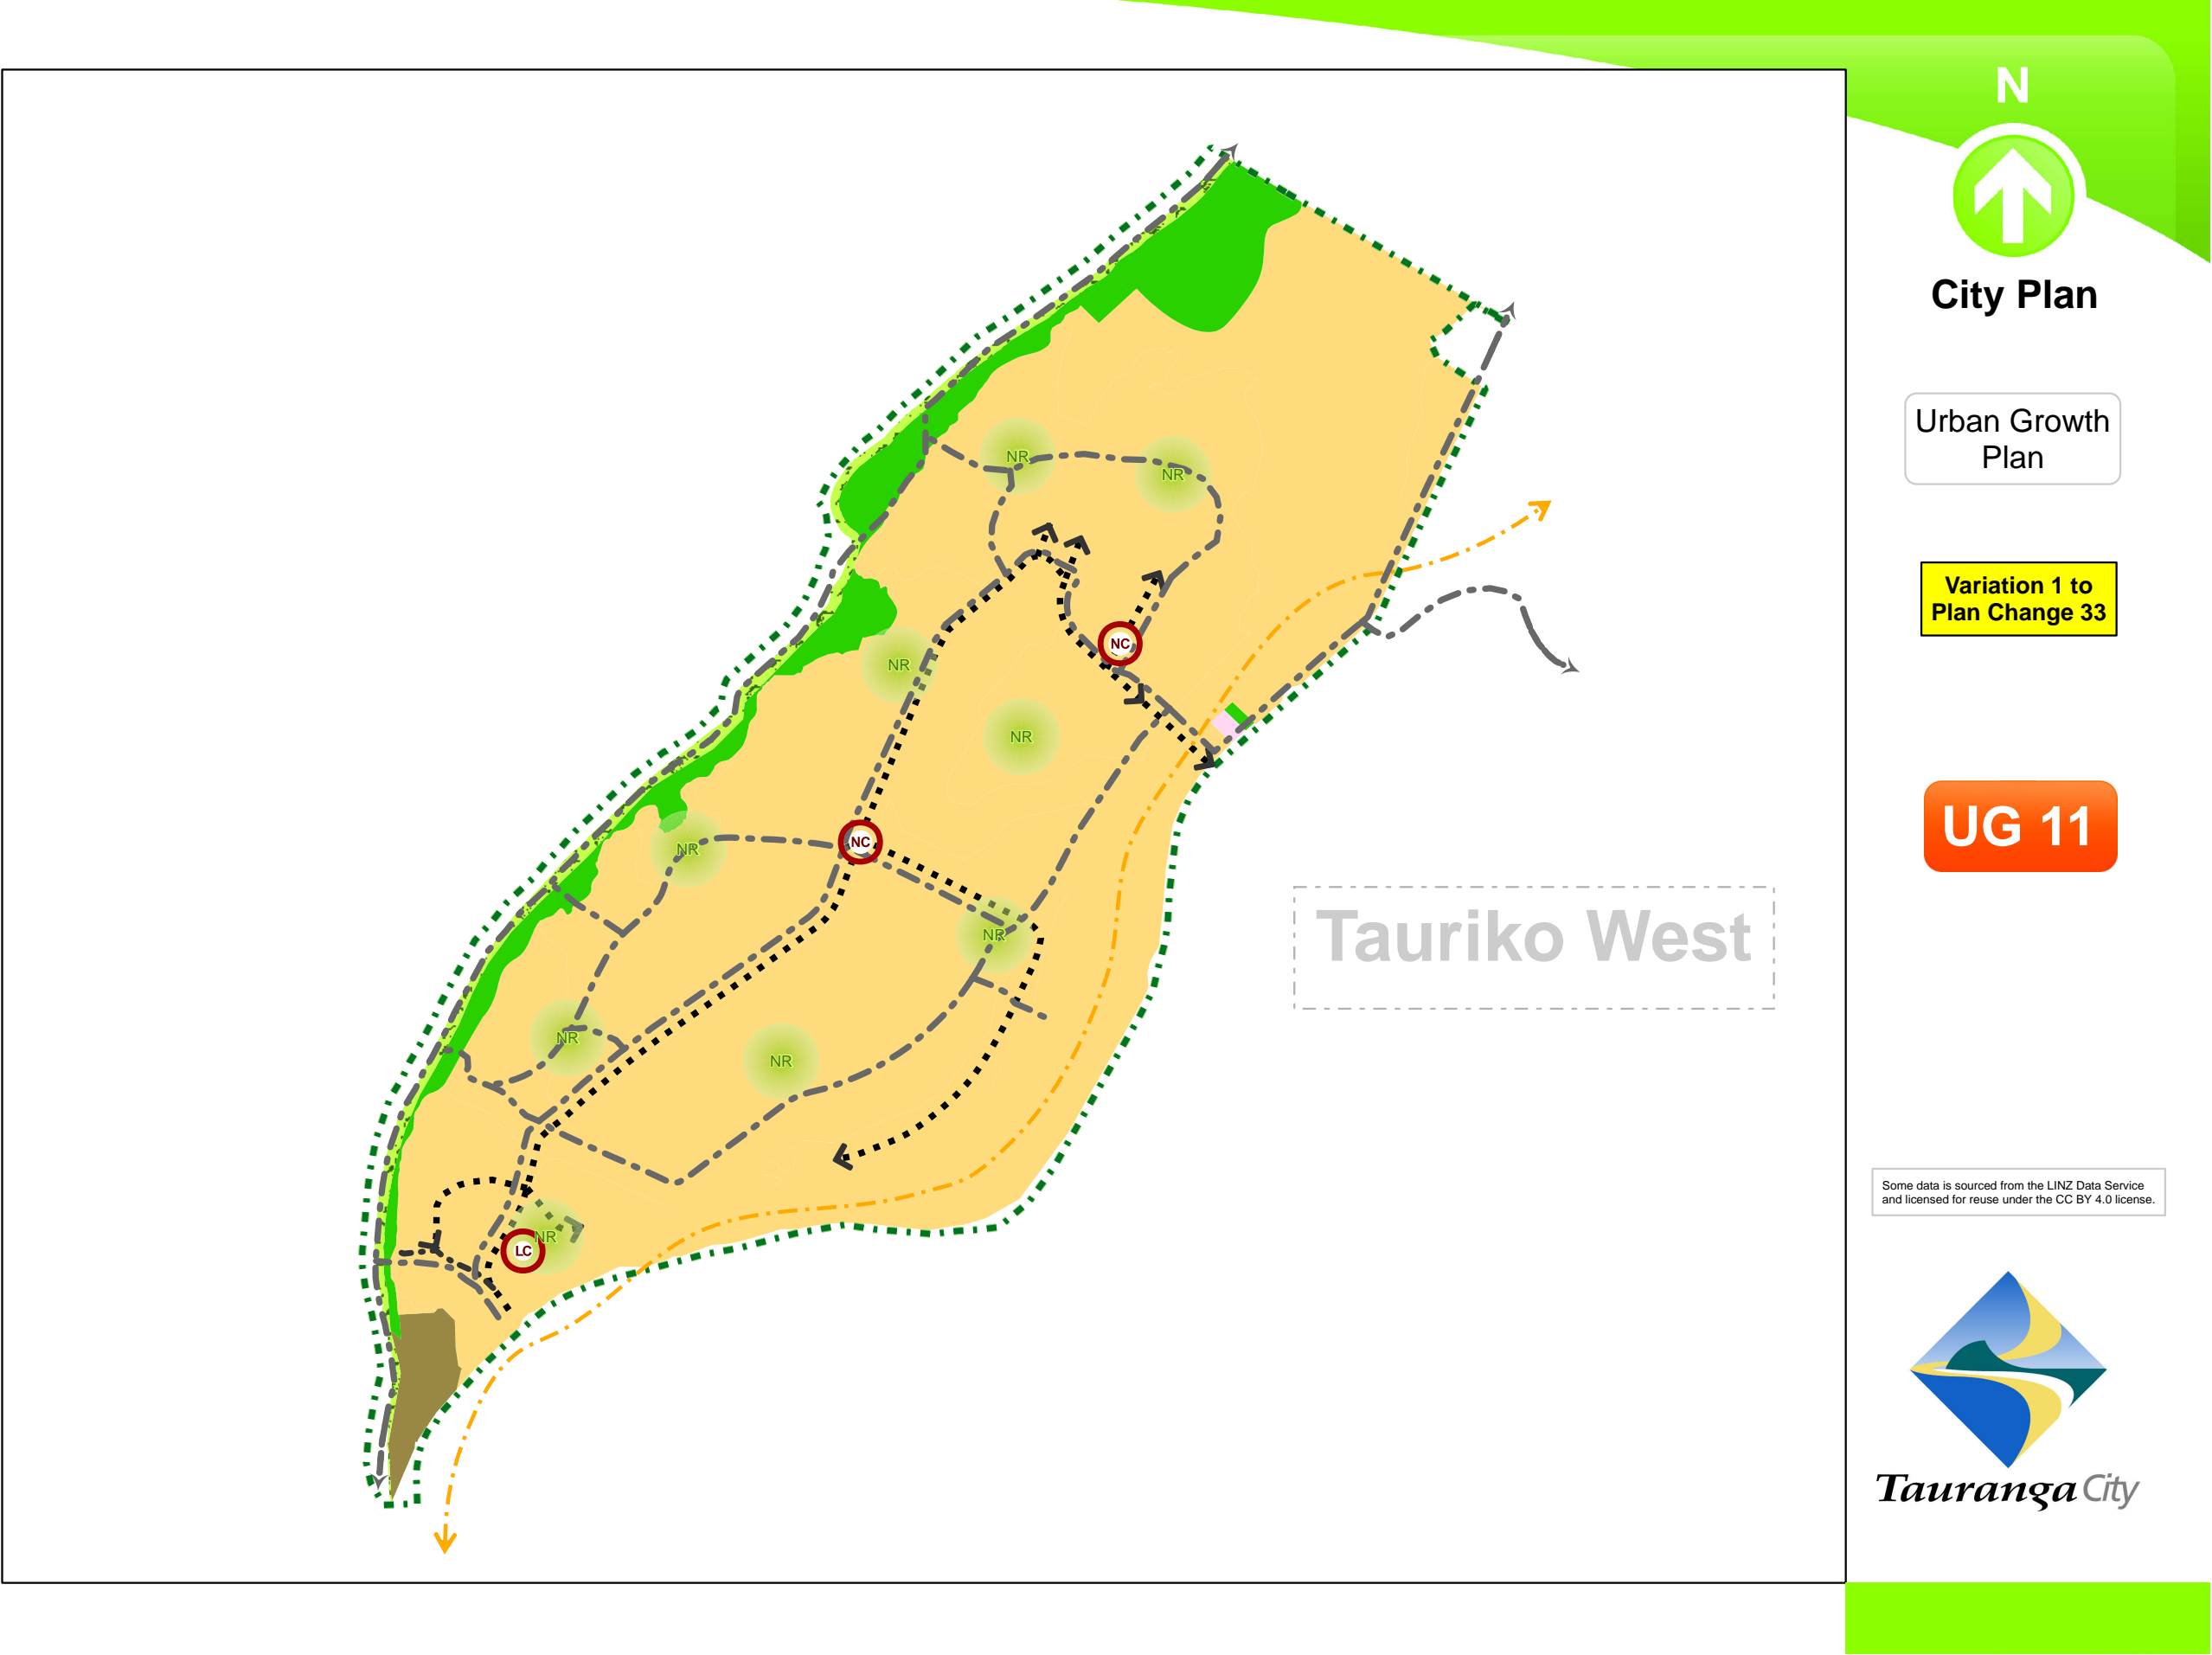 N
City Plan
Urban Growth
Plan
Variation 1 to
Plan Change 33
UG 11
Tauriko West
NR
NR
NC
NR
NR
NC
NR
NR
NR
NR
NR
LC
Some data is sourced from the LINZ Data Service
and licensed for reuse under the CC BY 4.0 license.
Tauranga City